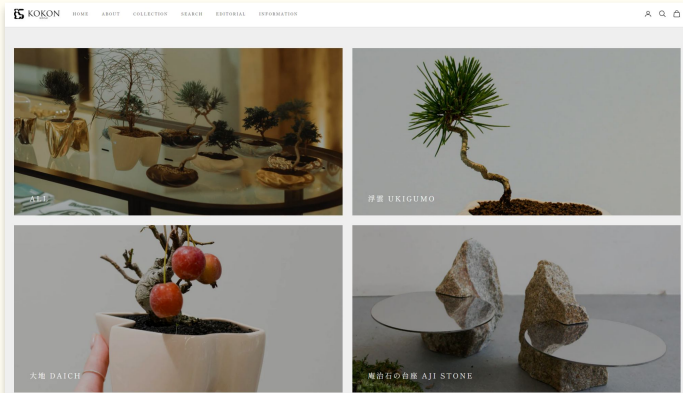 KOKON
HOME ABOUT COLLECTION SEARCH EDITORIAL INFORMATION
ALL
浮雲 UKIGUMO
大地 DAICH
庵治石の台座 AJI STONE